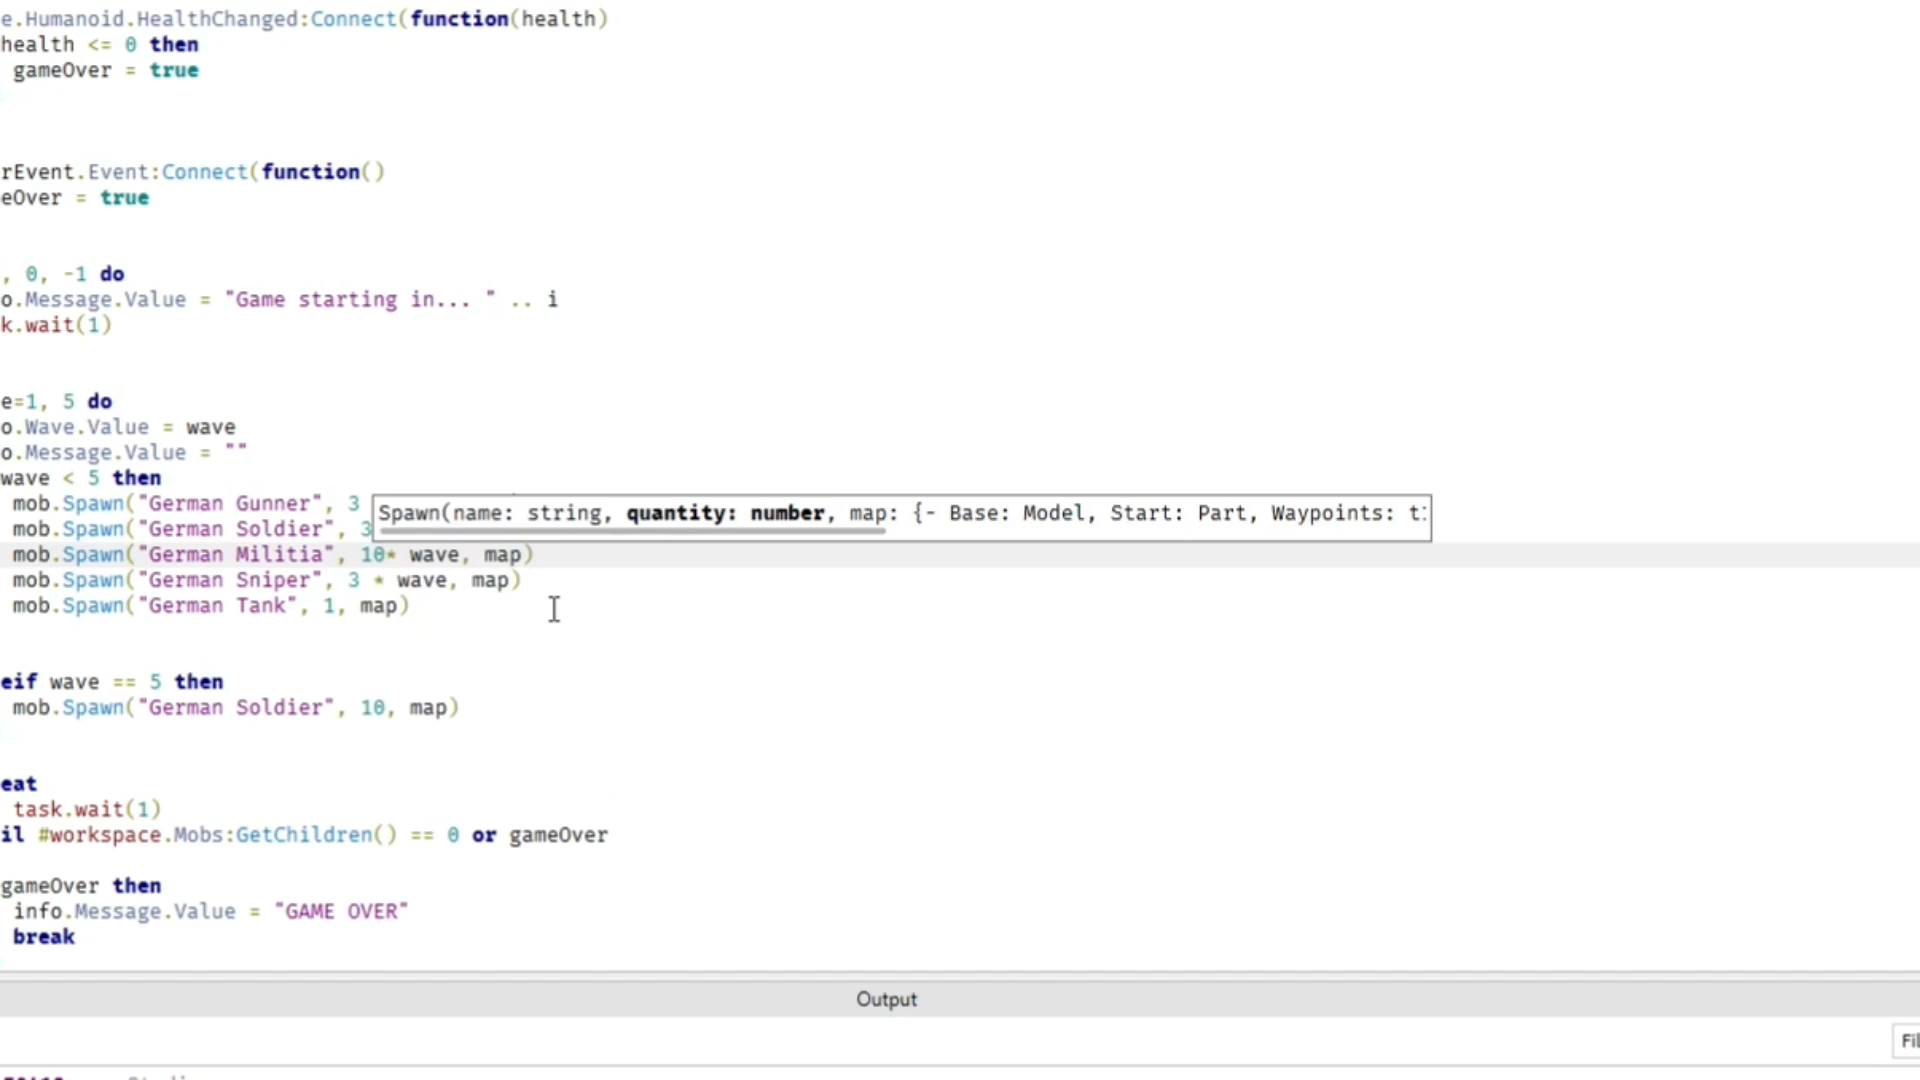 e.Humanoid.HealthChanged:Connect(function(health)
health <= 0 then
gameOver = true
rEvent.Event:Connect(function()
eOver = true
, 0, -1 do
o.Message.Value = "Game starting in... " .. i
k.wait(1)
e=1, 5 do
o.Wave.Value = wave
o.Message.Value = ""
wave < 5 then
mob.Spawn("German Gunner", 3
Spawn(name: string, quantity: number, map: {- Base: Model, Start: Part, Waypoints: t
mob.Spawn("German Soldier", 3
mob.Spawn("German Militia", 10* wave, map)
mob.Spawn("German Sniper", 3 * wave, map)
mob.Spawn("German Tank", 1, map)
eif wave == 5 then
mob.Spawn("German Soldier", 10, map)
eat
task.wait(1)
il #workspace.Mobs:GetChildren() == 0 or gameOver
gameOver then
info.Message.Value = "GAME OVER"
break
Output
Fil